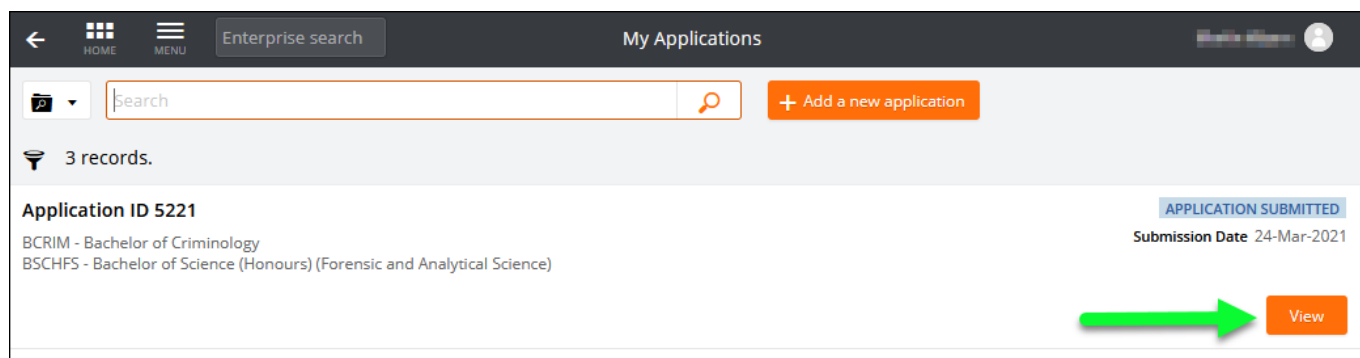 HOME
MENU
Enterprise search
My Applications
Search
+ Add a new application
3 records.
Application ID 5221
APPLICATION SUBMITTED
BCRIM - Bachelor of Criminology
Submission Date 24-Mar-2021
BSCHFS - Bachelor of Science (Honours) (Forensic and Analytical Science)
View